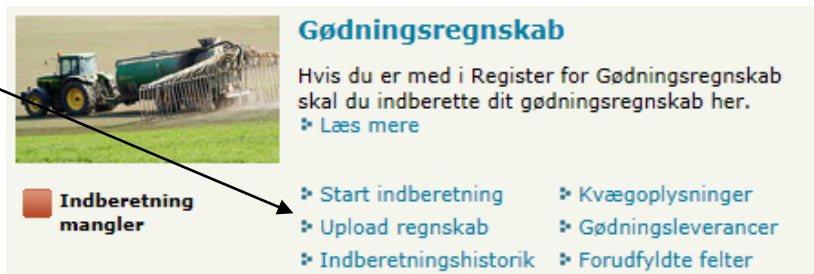 Gødningsregnskab
Hvis du er med i Register for Gødningsregnskab
skal du indberette dit gødningsregnskab her.
Læs mere
Indberetning
mangler
Start indberetning
Upload regnskab
Indberetningshistorik
Kvægoplysninger
Gødningsleverancer
Forudfyldte felter